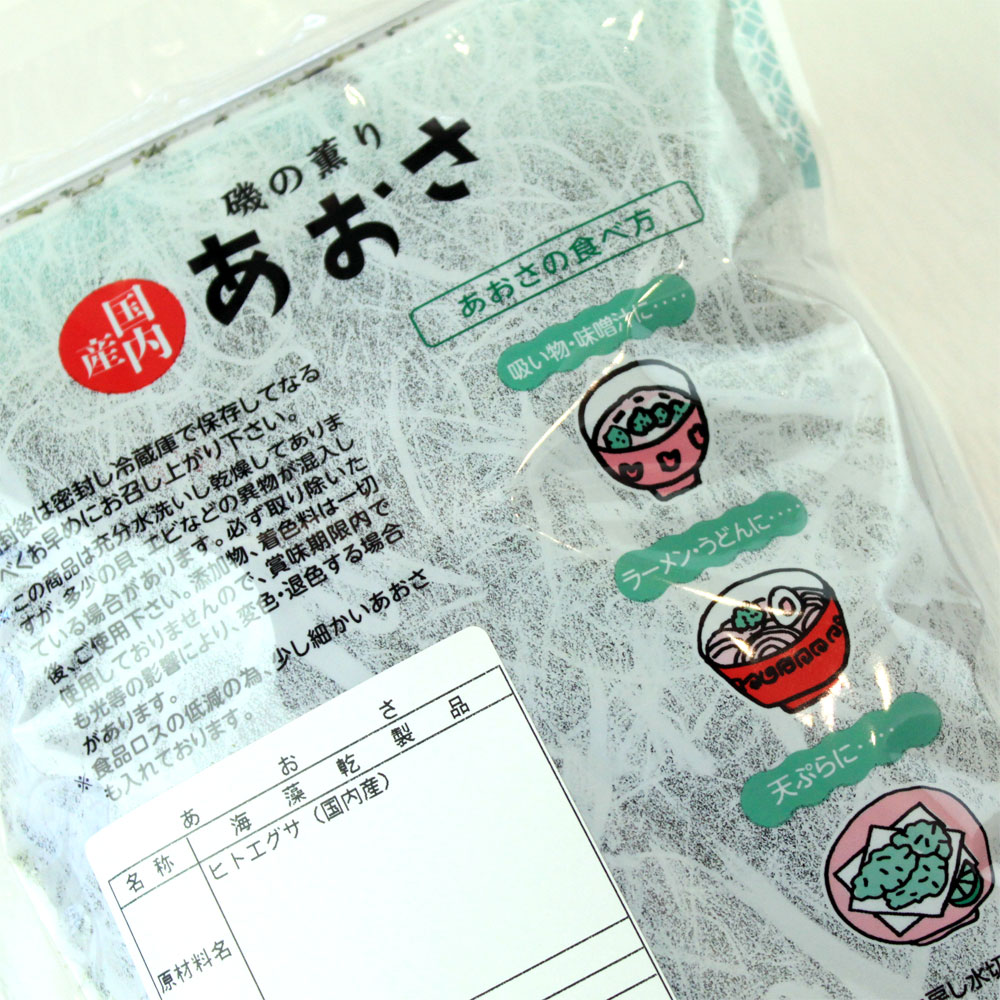 磯の薫り
あおさ
国内
産
あおさの食べ方
吸い物・味噌汁に・・・・・
ラーメン・うどんに・・・・・
天ぷらに・・・・・
封後は密封し冷蔵庫で保存してなる
べくお早めにお召し上がり下さい。
この商品は充分水洗いし乾燥してありま
すが、多少の貝、エビなどの異物が混入し
ている場合があります。必ず取り除いた
後、ご使用下さい。添加物、着色料は一切
使用しておりませんので、賞味期限内で
も光等の影響により、変色・退色する場合
があります。
※食品ロスの低減の為、少し細かいあおさ
も入れております。
あおさ
海藻乾製品
名称
ヒトエグサ（国内産）
原材料名
戻し水切